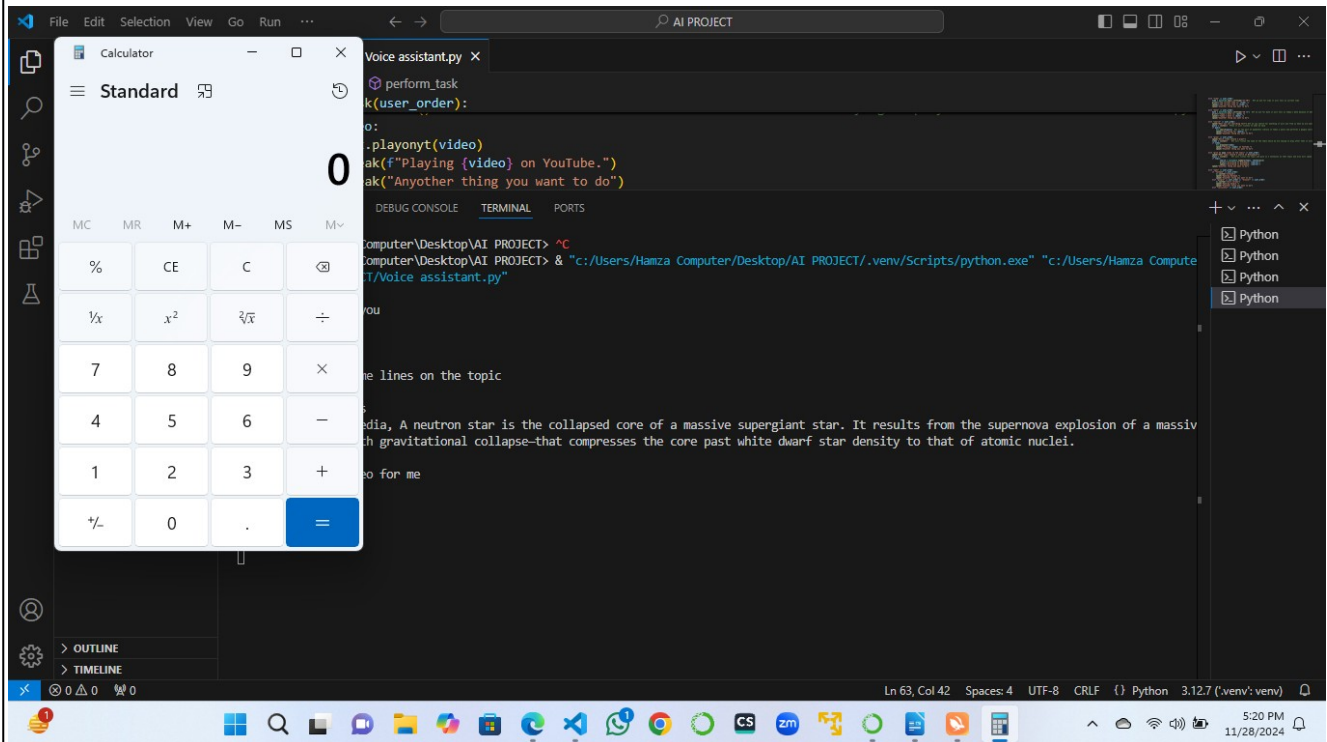 File Edit Selection View Go Run ···
AI PROJECT
Calculator
Standard
0
MC MR M+ M− MS M
% CE C
⅟x x² ²√x ÷
7 8 9 ×
4 5 6 −
1 2 3 +
+/− 0 . =
Voice assistant.py
perform_task
k(user_order):
o:
.playonyt(video)
ak(f"Playing {video} on YouTube.")
ak("Anyother thing you want to do")
DEBUG CONSOLE TERMINAL PORTS
Computer\Desktop\AI PROJECT> ^C
Computer\Desktop\AI PROJECT> & "c:/Users/Hamza Computer/Desktop/AI PROJECT/.venv/Scripts/python.exe" "c:/Users/Hamza Compute
CT/Voice assistant.py"
you
me lines on the topic
s
edia, A neutron star is the collapsed core of a massive supergiant star. It results from the supernova explosion of a massiv
th gravitational collapse—that compresses the core past white dwarf star density to that of atomic nuclei.
eo for me
Python
Python
Python
Python
OUTLINE
TIMELINE
0 0 0
Ln 63, Col 42 Spaces: 4 UTF-8 CRLF {} Python 3.12.7 ('.venv': venv)
1
CS
zm
1
5:20 PM
11/28/2024